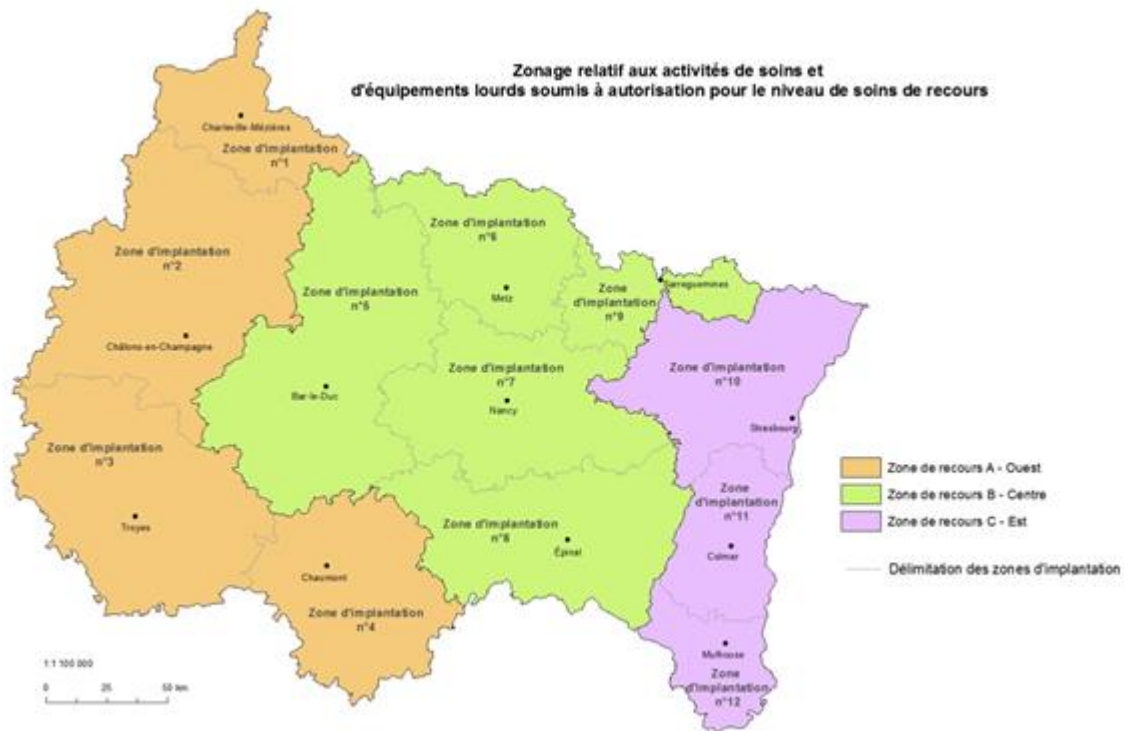 Zonage relatif aux activités de soins et
d'équipements lourds soumis à autorisation pour le niveau de soins de recours
Charleville-Mézières
Zone d'implantation
n°1
Zone d'implantation
n°2
Châlons-en-Champagne
Zone d'implantation
n°3
Troyes
Chaumont
Zone d'implantation
n°4
Zone d'implantation
n°5
Bar-le-Duc
Zone d'implantation
n°6
Metz
Zone d'implantation
n°7
Nancy
Zone d'implantation
n°8
Épinal
Zone
d'implantation
n°9
Sarreguemines
Zone d'implantation
n°10
Strasbourg
Zone
d'implantation
n°11
Colmar
Mulhouse
Zone
d'implantation
n°12
Zone de recours A - Ouest
Zone de recours B - Centre
Zone de recours C - Est
Délimitation des zones d'implantation
1:1 100 000
0 25 50 km